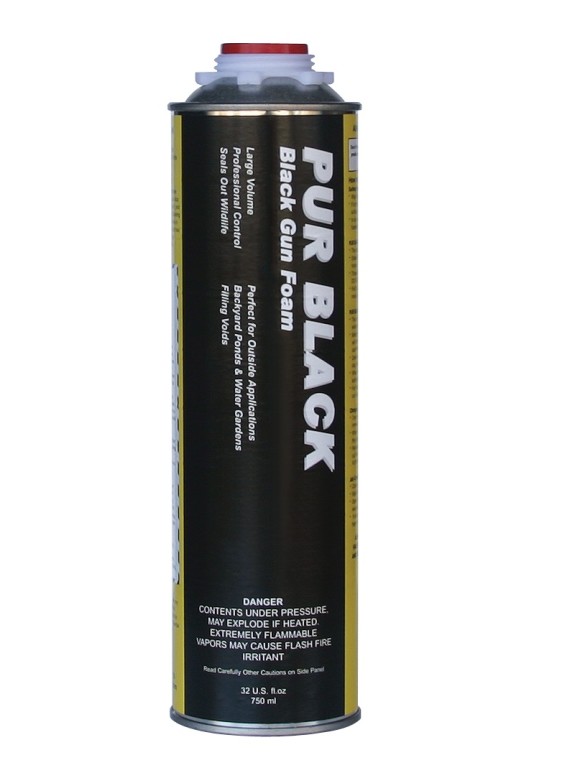 PUR BLACK
Black Gun Foam
Large Volume
Professional Control
Seals Out Wildlife
Perfect for Outside Applications
Backyard Ponds & Water Gardens
Filling Voids
DANGER
CONTENTS UNDER PRESSURE.
MAY EXPLODE IF HEATED.
EXTREMELY FLAMMABLE
VAPORS MAY CAUSE FLASH FIRE
IRRITANT
Read Carefully Other Cautions on Side Panel
32 U.S. fl.oz
750 ml